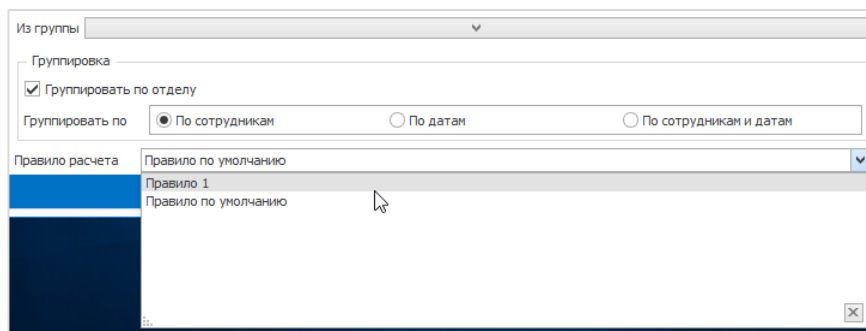 Из группы
Группировка
Группировать по отделу
Группировать по По сотрудникам По датам По сотрудникам и датам
Правило расчета Правило по умолчанию
Правило 1
Правило по умолчанию